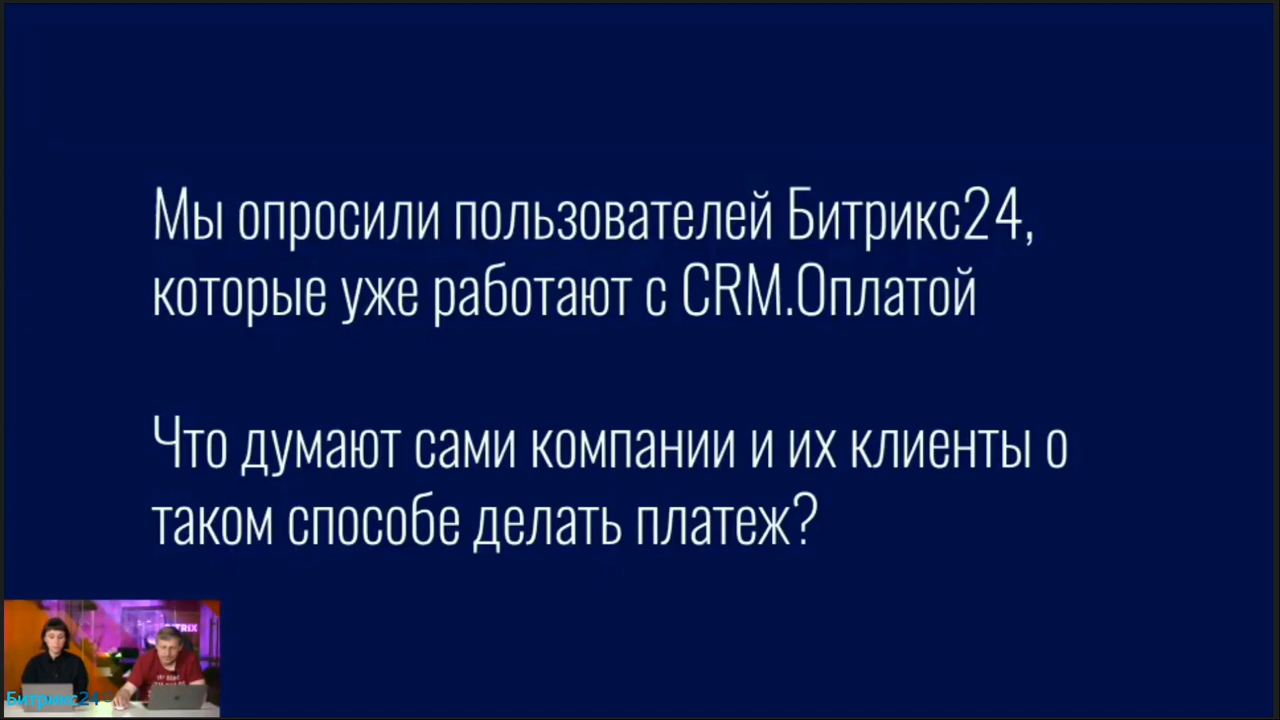 Мы опросили пользователей Битрикс24,
которые уже работают с CRM.Оплатой
Что думают сами компании и их клиенты о
таком способе делать платеж?
Битрикс24